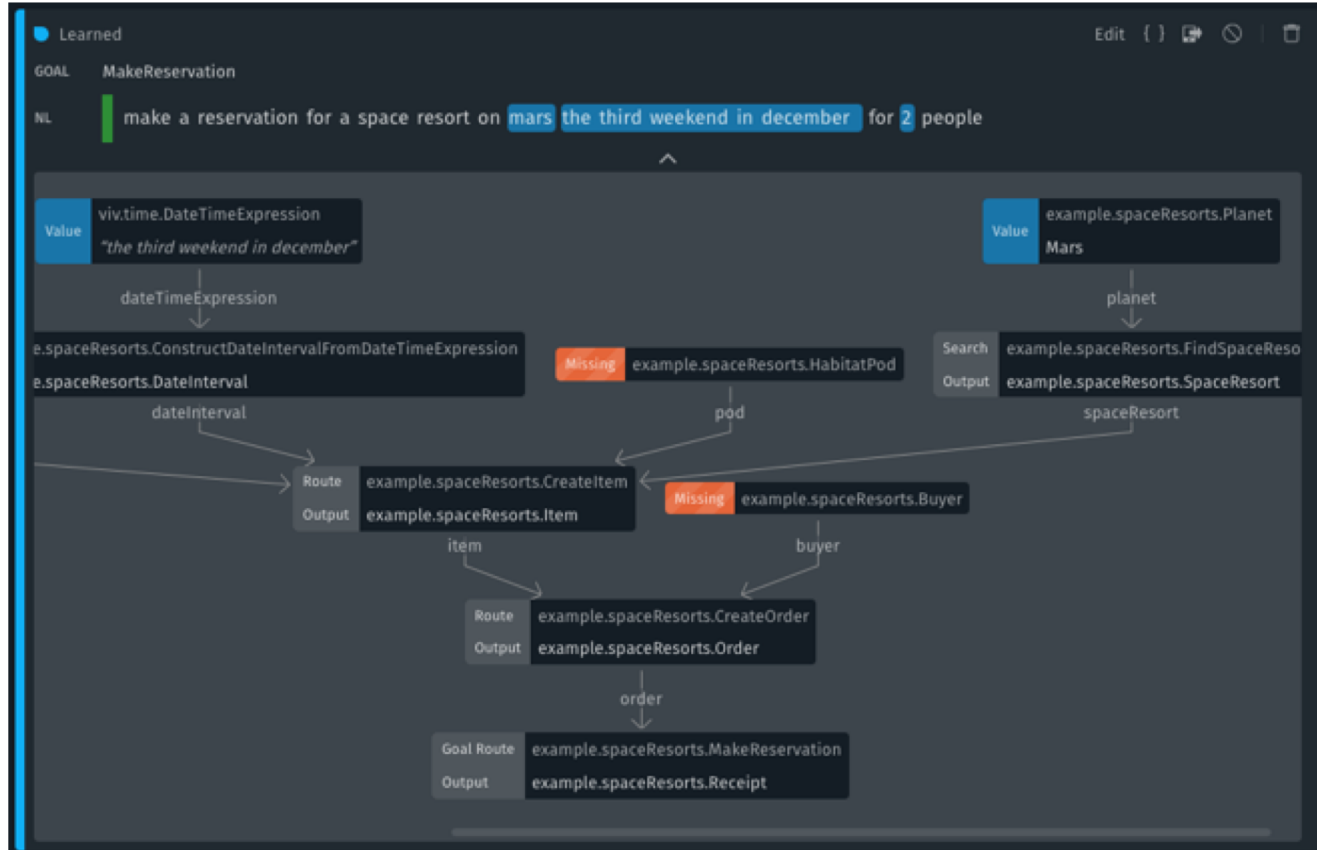 Learned
Edit { }
GOAL MakeReservation
NL make a reservation for a space resort on mars the third weekend in december for 2 people
Value viv.time.DateTimeExpression
"the third weekend in december"
Value example.spaceResorts.Planet
Mars
dateTimeExpression
planet
e.spaceResorts.ConstructDateIntervalFromDateTimeExpression
e.spaceResorts.DateInterval
Missing example.spaceResorts.HabitatPod
Search example.spaceResorts.FindSpaceReso
Output example.spaceResorts.SpaceResort
dateInterval
pod
spaceResort
Route example.spaceResorts.CreateItem
Output example.spaceResorts.Item
Missing example.spaceResorts.Buyer
item
buyer
Route example.spaceResorts.CreateOrder
Output example.spaceResorts.Order
order
Goal Route example.spaceResorts.MakeReservation
Output example.spaceResorts.Receipt